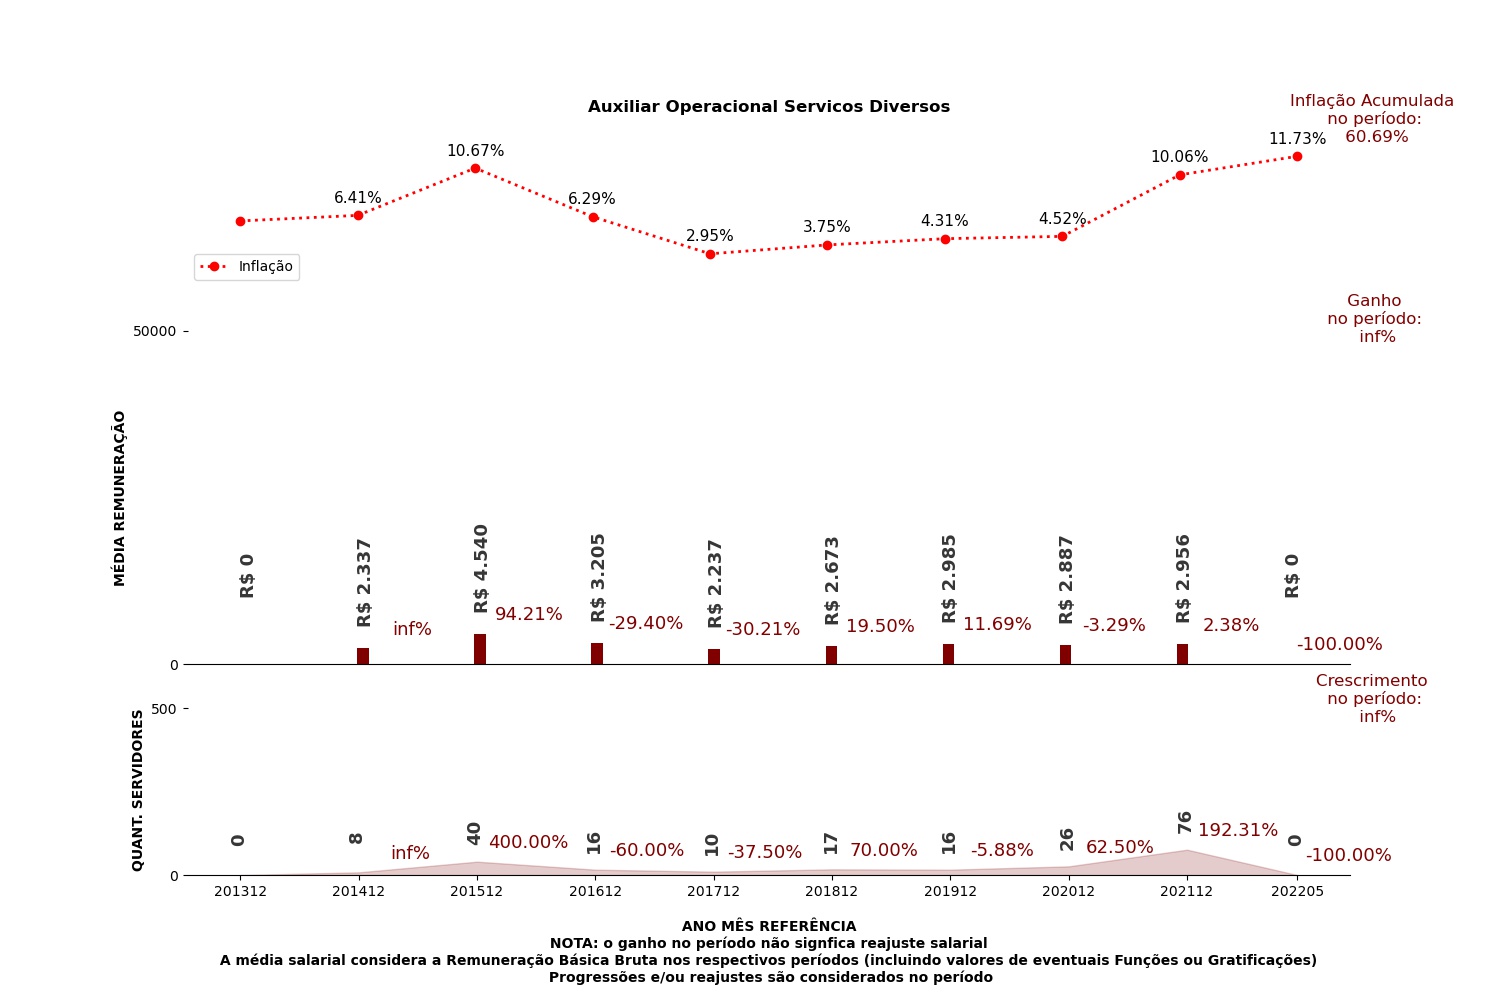 Auxiliar Operacional Servicos Diversos
Inflação Acumulada
no período:
60.69%
6.41%
10.67%
6.29%
2.95%
3.75%
4.31%
4.52%
10.06%
11.73%
Inflação
Ganho
no período:
inf%
50000
0
MÉDIA REMUNERAÇÃO
R$ 0
R$ 2.337
R$ 4.540
R$ 3.205
R$ 2.237
R$ 2.673
R$ 2.985
R$ 2.887
R$ 2.956
R$ 0
inf%
94.21%
-29.40%
-30.21%
19.50%
11.69%
-3.29%
2.38%
-100.00%
Crescrimento
no período:
inf%
500
0
QUANT. SERVIDORES
0
8
40
16
10
17
16
26
76
0
inf%
400.00%
-60.00%
-37.50%
70.00%
-5.88%
62.50%
192.31%
-100.00%
201312
201412
201512
201612
201712
201812
201912
202012
202112
202205
ANO MÊS REFERÊNCIA
NOTA: o ganho no período não signfica reajuste salarial
A média salarial considera a Remuneração Básica Bruta nos respectivos períodos (incluindo valores de eventuais Funções ou Gratificações)
Progressões e/ou reajustes são considerados no período